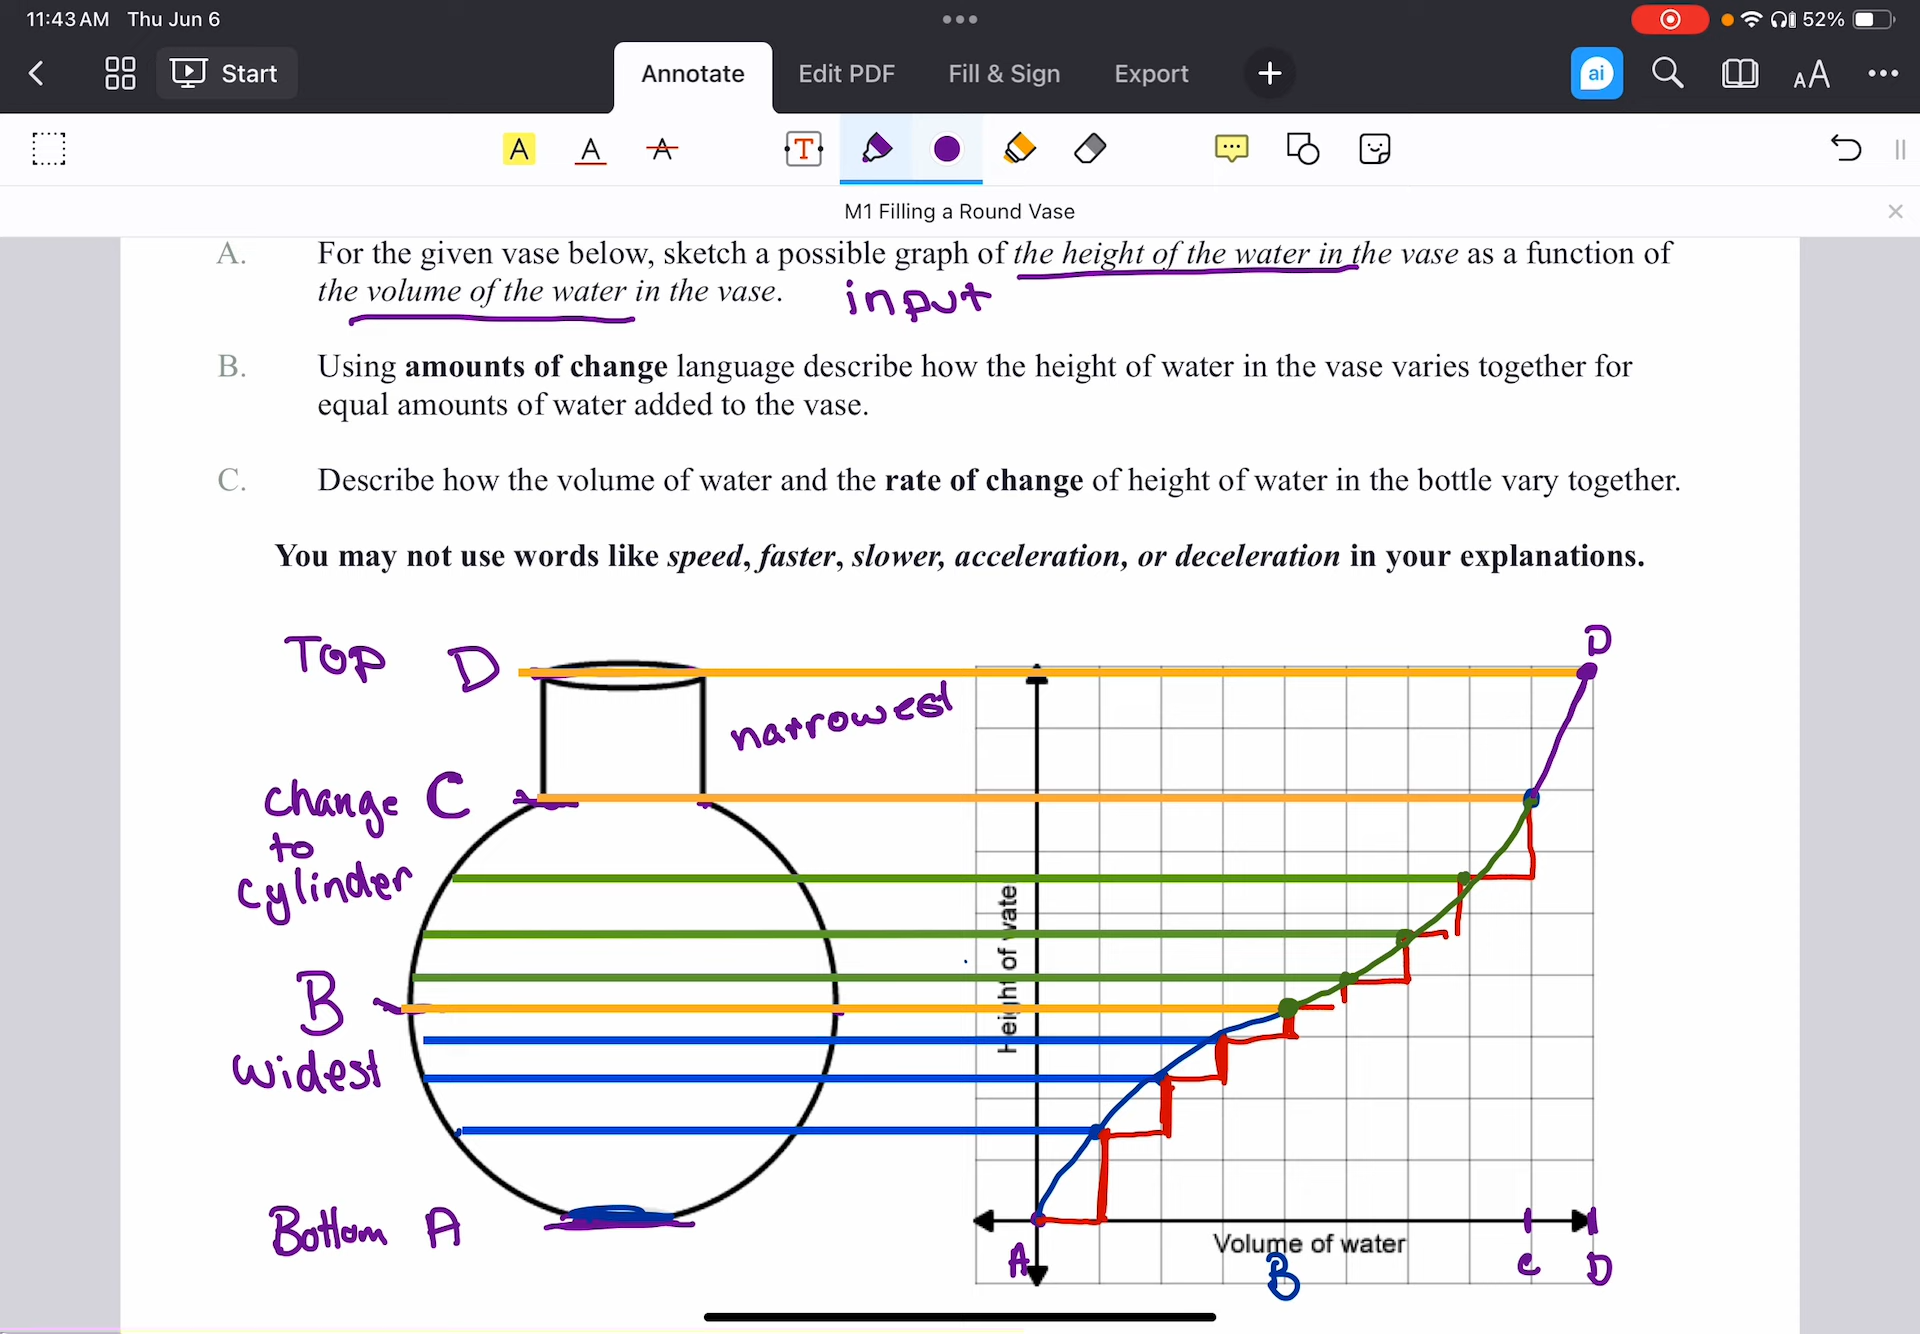 11:43 AM Thu Jun 6
52%
Start
Annotate
Edit PDF
Fill & Sign
Export
ai
AA
A A A T
M1 Filling a Round Vase
A. For the given vase below, sketch a possible graph of the height of the water in the vase as a function of
the volume of the water in the vase.
input
B. Using amounts of change language describe how the height of water in the vase varies together for
equal amounts of water added to the vase.
C. Describe how the volume of water and the rate of change of height of water in the bottle vary together.
You may not use words like speed, faster, slower, acceleration, or deceleration in your explanations.
Top D
narrowest
D
Change C
to
Cylinder
B
Widest
Height of wate
Bottom A
Volume of water
A B C D